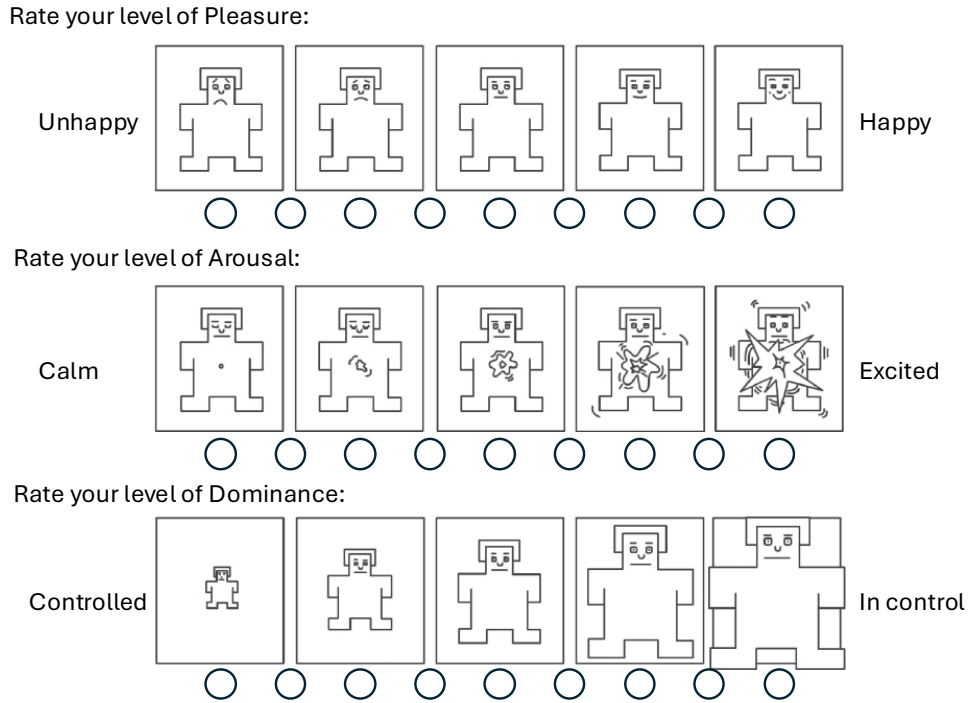 Rate your level of Pleasure:
Unhappy
Happy
Rate your level of Arousal:
Calm
Excited
Rate your level of Dominance:
Controlled
In control